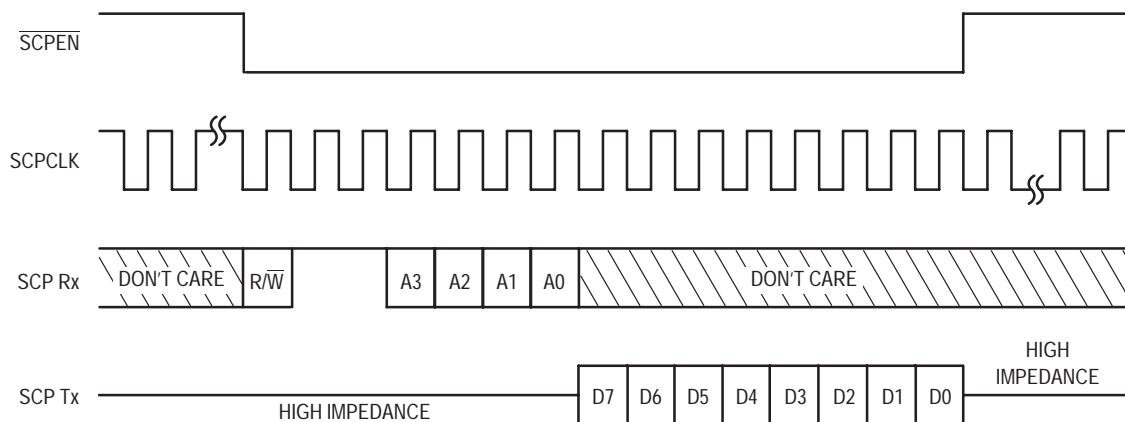 SCPEN
SCPCLK
SCP Rx DON'T CARE R/W A3 A2 A1 A0 DON'T CARE
HIGH
IMPEDANCE
SCP Tx D7 D6 D5 D4 D3 D2 D1 D0
HIGH IMPEDANCE